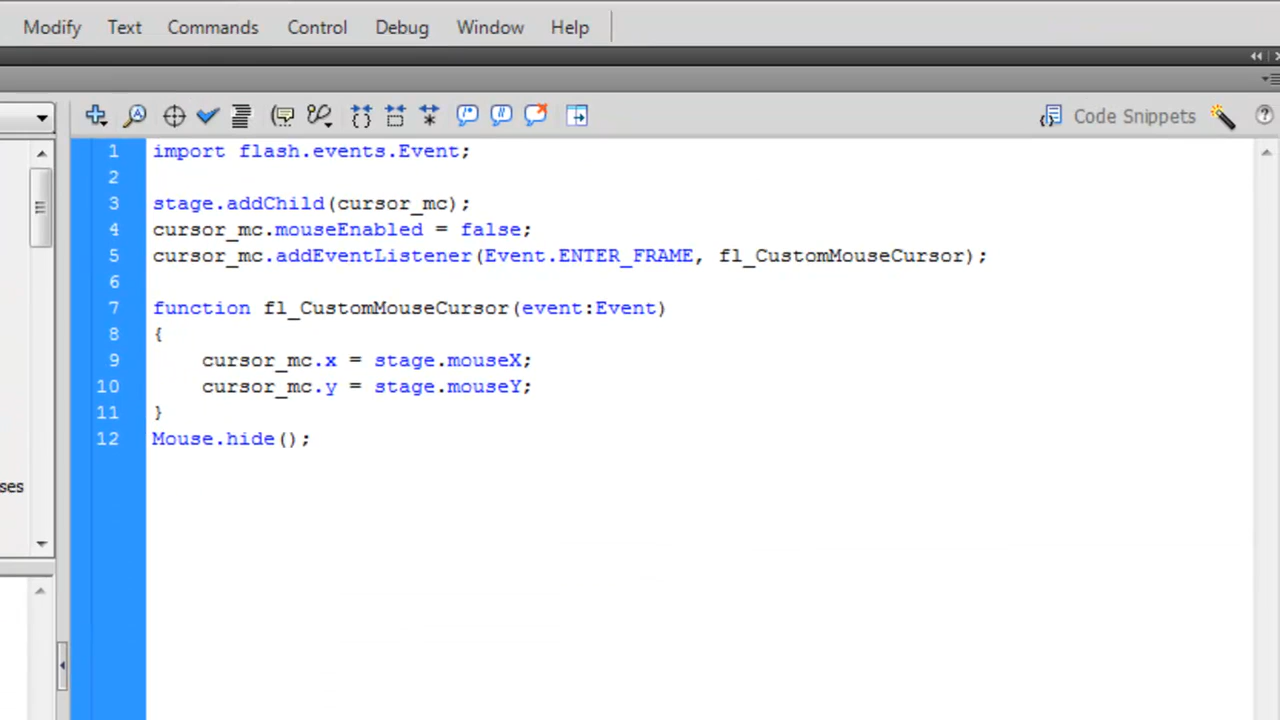 Modify Text Commands Control Debug Window Help
Code Snippets
1 import flash.events.Event;
2
3 stage.addChild(cursor_mc);
4 cursor_mc.mouseEnabled = false;
5 cursor_mc.addEventListener(Event.ENTER_FRAME, fl_CustomMouseCursor);
6
7 function fl_CustomMouseCursor(event:Event)
8 {
9 cursor_mc.x = stage.mouseX;
10 cursor_mc.y = stage.mouseY;
11 }
12 Mouse.hide();
ses